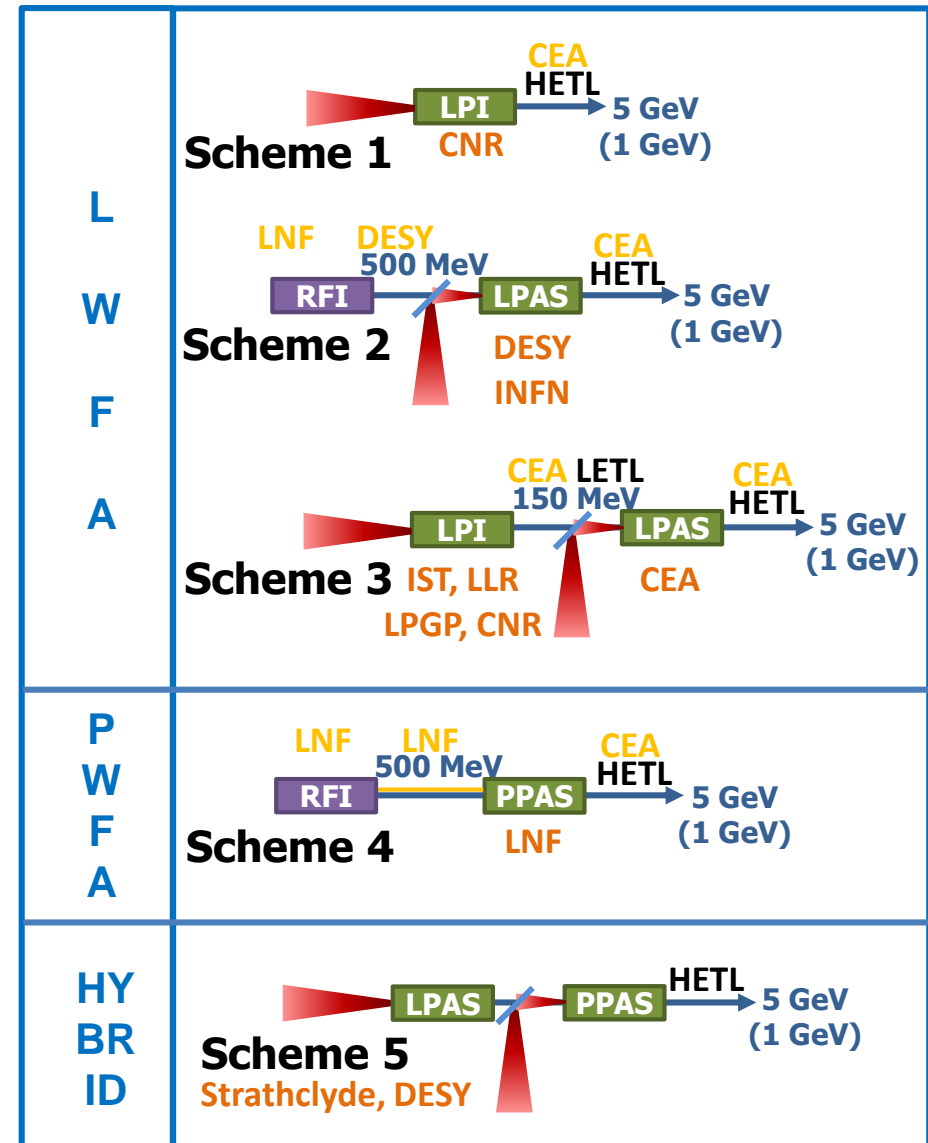 L
W
F
A
CEA
HETL
LPI
5 GeV
(1 GeV)
CNR
Scheme 1
LNF DESY
500 MeV
CEA
HETL
RFI
LPAS
5 GeV
(1 GeV)
Scheme 2
DESY
INFN
CEA LETL
150 MeV
CEA
HETL
LPI
LPAS
5 GeV
(1 GeV)
Scheme 3
IST, LLR
LPGP, CNR
CEA
P
W
F
A
LNF LNF
500 MeV
CEA
HETL
RFI
PPAS
5 GeV
(1 GeV)
Scheme 4
LNF
HY
BR
ID
HETL
LPAS
PPAS
5 GeV
(1 GeV)
Scheme 5
Strathclyde, DESY